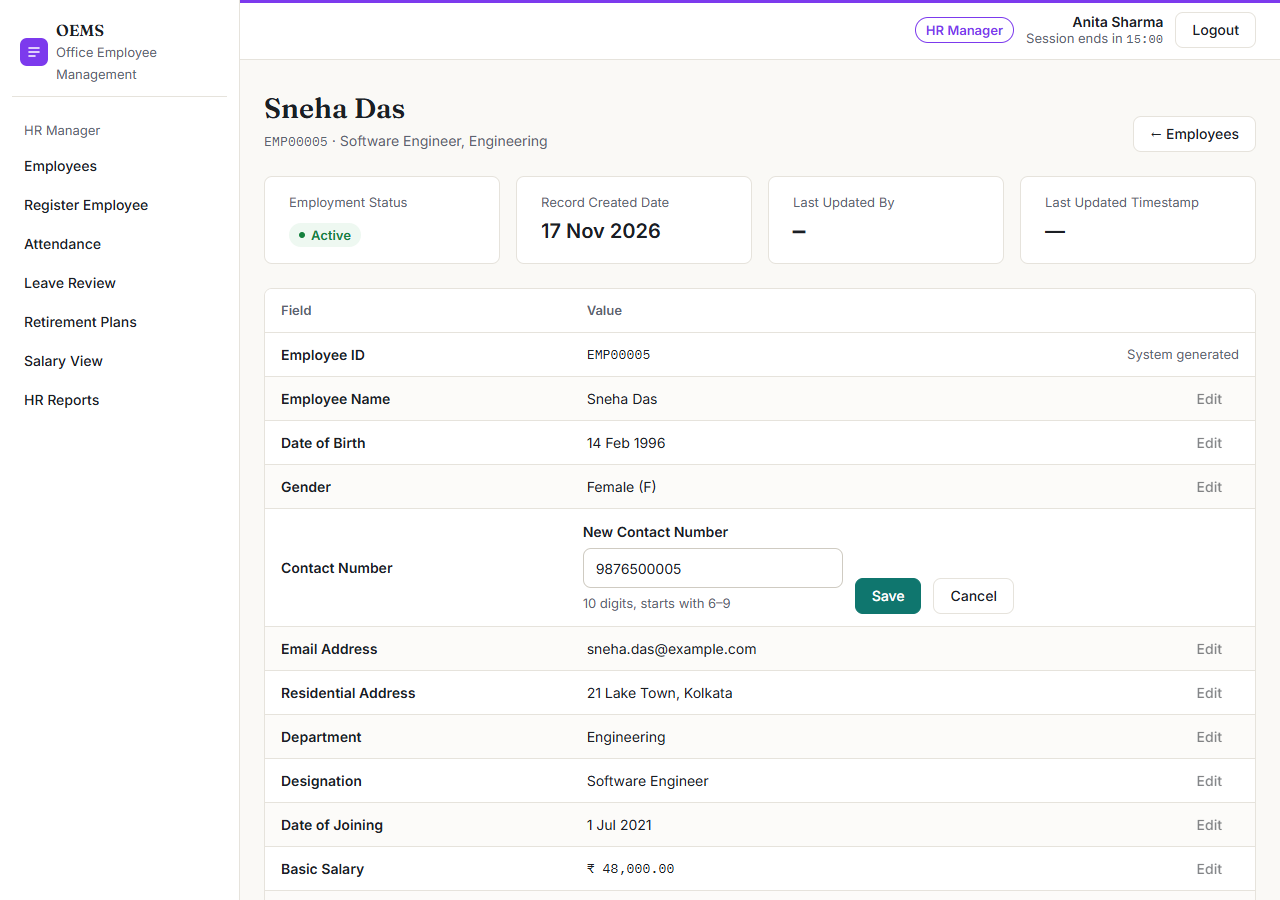 OEMS
Office Employee
Management
HR Manager
Employees
Register Employee
Attendance
Leave Review
Retirement Plans
Salary View
HR Reports
HR Manager
Anita Sharma
Session ends in 15:00
Logout
Sneha Das
EMP00005 · Software Engineer, Engineering
← Employees
Employment Status
Active
Record Created Date
17 Nov 2026
Last Updated By
—
Last Updated Timestamp
—
Field Value
Employee ID EMP00005 System generated
Employee Name Sneha Das Edit
Date of Birth 14 Feb 1996 Edit
Gender Female (F) Edit
New Contact Number
Contact Number 9876500005
10 digits, starts with 6–9
Save Cancel
Email Address sneha.das@example.com Edit
Residential Address 21 Lake Town, Kolkata Edit
Department Engineering Edit
Designation Software Engineer Edit
Date of Joining 1 Jul 2021 Edit
Basic Salary ₹ 48,000.00 Edit